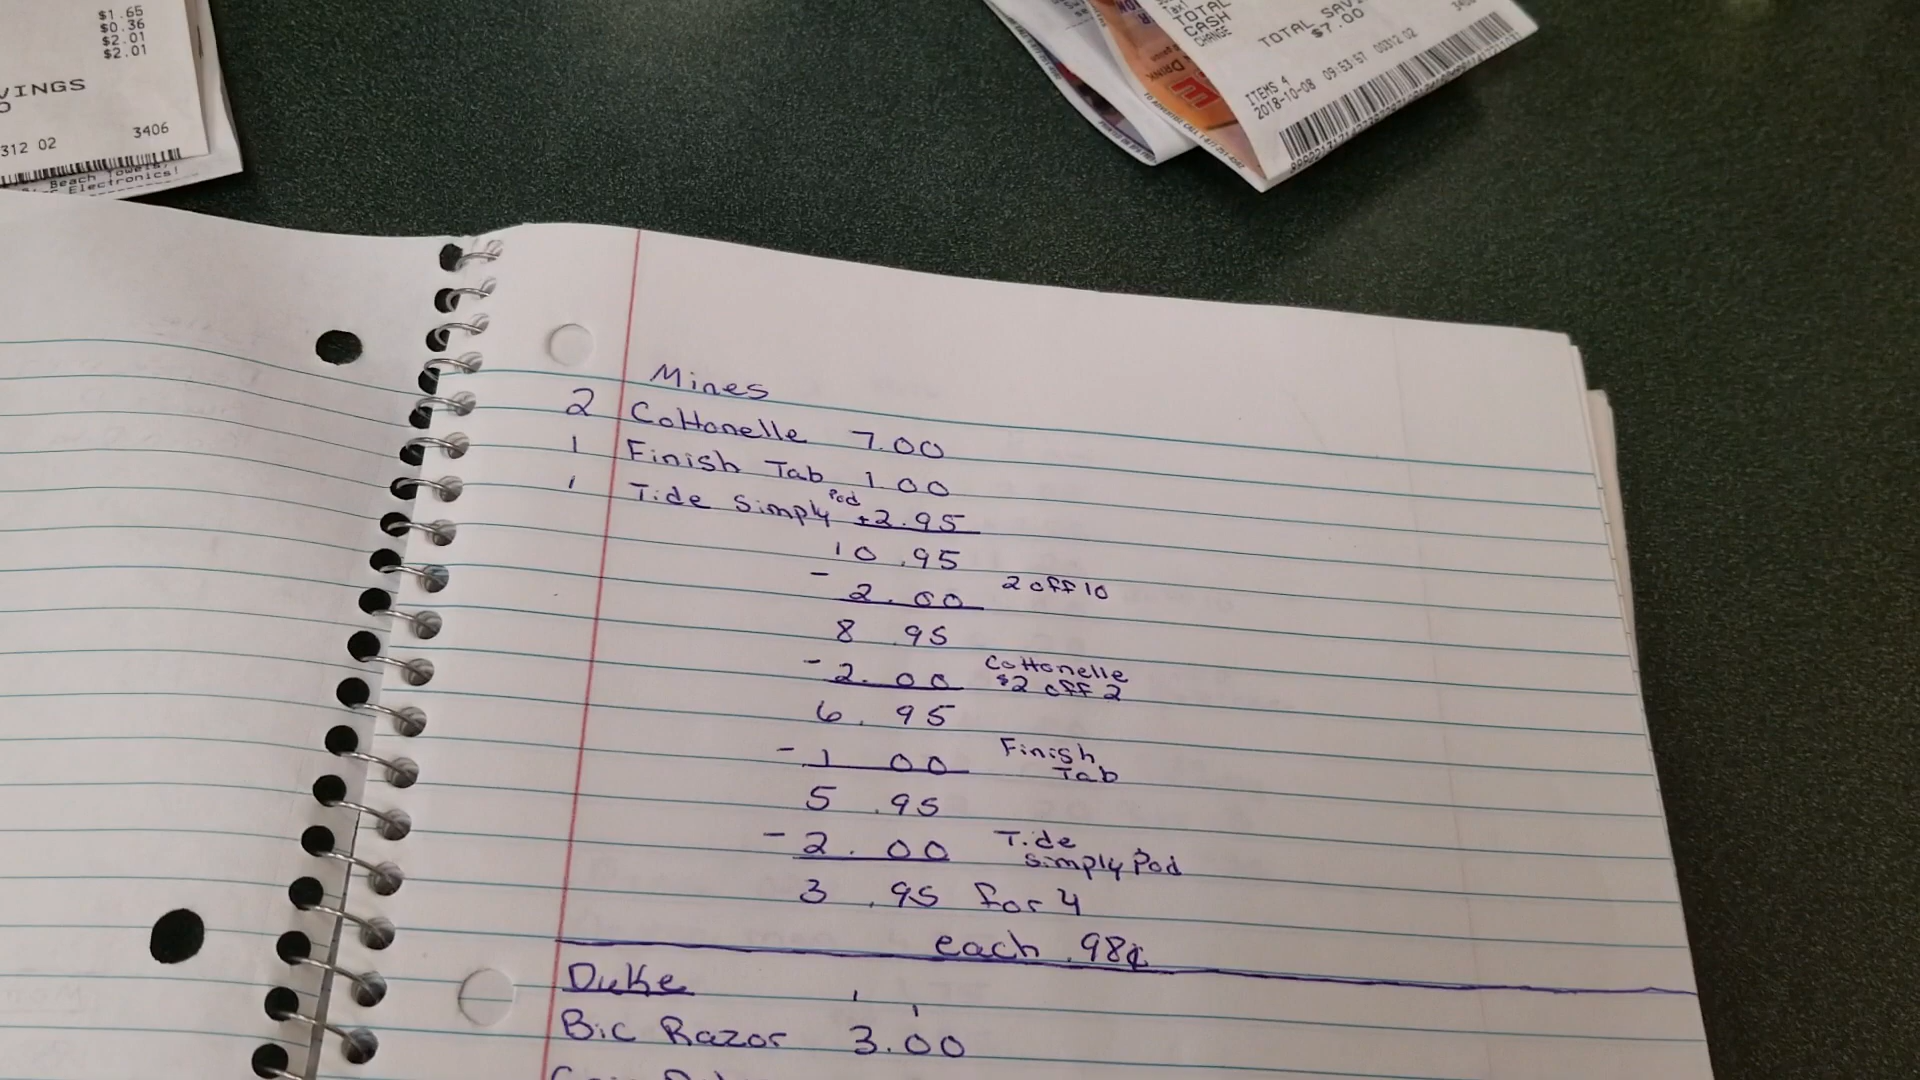 $1.65
$0.36
$2.01
$2.01
VINGS
312 02 3406
Beach Towels,
Electronics!
TOTAL
CASH
CHANGE
TOTAL SAVI
$7.00
ITEMS 4
2018-10-08 09:53:57 00312 02
DRINK
Mines
2 Cottonelle 7.00
1 Finish Tab 1.00
1 Tide Simply Pod +2.95
10.95
- 2.00 2 off 10
8.95
- 2.00 Cottonelle
$2 off 2
6.95
- 1 00 Finish
Tab
5.95
- 2.00 Tide
Simply Pod
3.95 for 4
each .98¢
Duke
Bic Razor 3.00